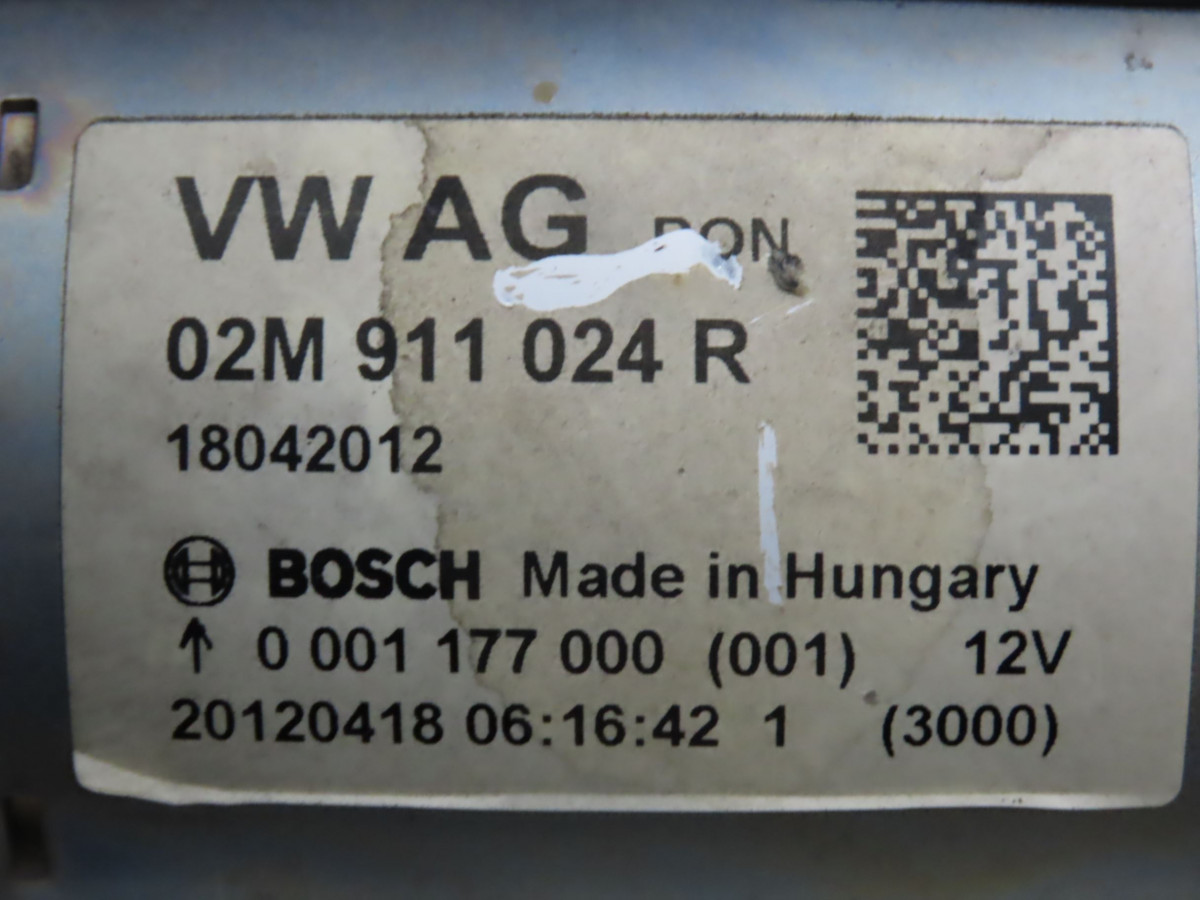 VW AG
02M 911 024 R
18042012
BOSCH Made in Hungary
↑ 0 001 177 000 (001) 12V
20120418 06:16:42 1 (3000)